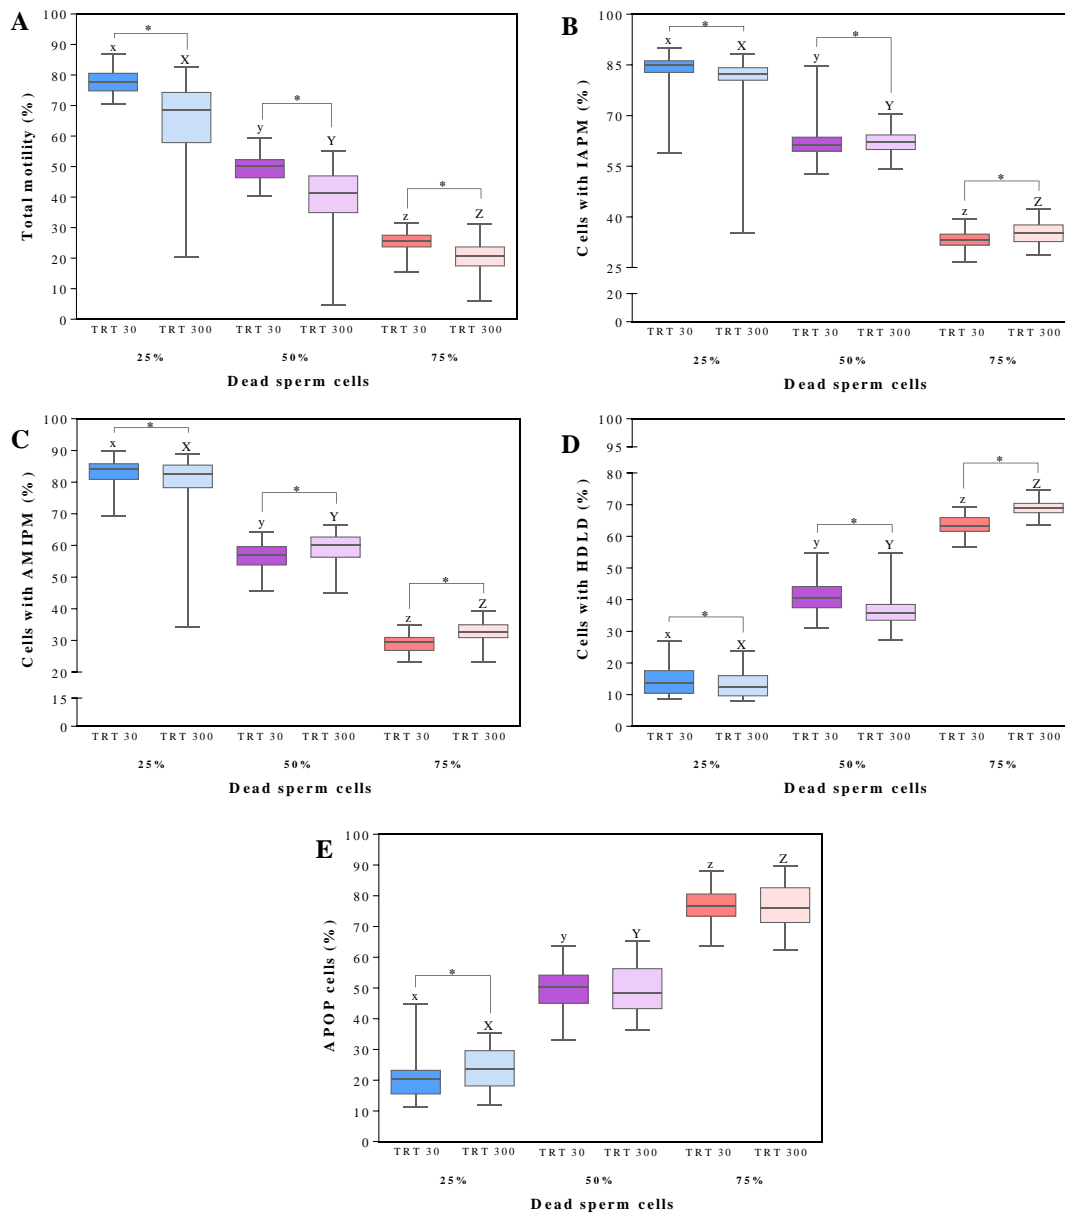 A
Total motility (%)
100
90
80
70
60
50
40
30
20
10
0
* * *
x X y Y z Z
TRT 30 TRT 300 TRT 30 TRT 300 TRT 30 TRT 300
25% 50% 75%
Dead sperm cells
B
Cells with IAPM (%)
100
85
55
40
25
20
0
* * *
x X y Y z Z
TRT 30 TRT 300 TRT 30 TRT 300 TRT 30 TRT 300
25% 50% 75%
Dead sperm cells
C
Cells with AMIPM (%)
100
90
80
70
60
50
40
30
20
15
0
* * *
x X y Y z Z
TRT 30 TRT 300 TRT 30 TRT 300 TRT 30 TRT 300
25% 50% 75%
Dead sperm cells
D
Cells with HDLD (%)
100
95
80
70
60
50
40
30
20
10
0
* * *
x X y Y z Z
TRT 30 TRT 300 TRT 30 TRT 300 TRT 30 TRT 300
25% 50% 75%
Dead sperm cells
E
APOP cells (%)
100
90
80
70
60
50
40
30
20
10
0
*
x X y Y z Z
TRT 30 TRT 300 TRT 30 TRT 300 TRT 30 TRT 300
25% 50% 75%
Dead sperm cells